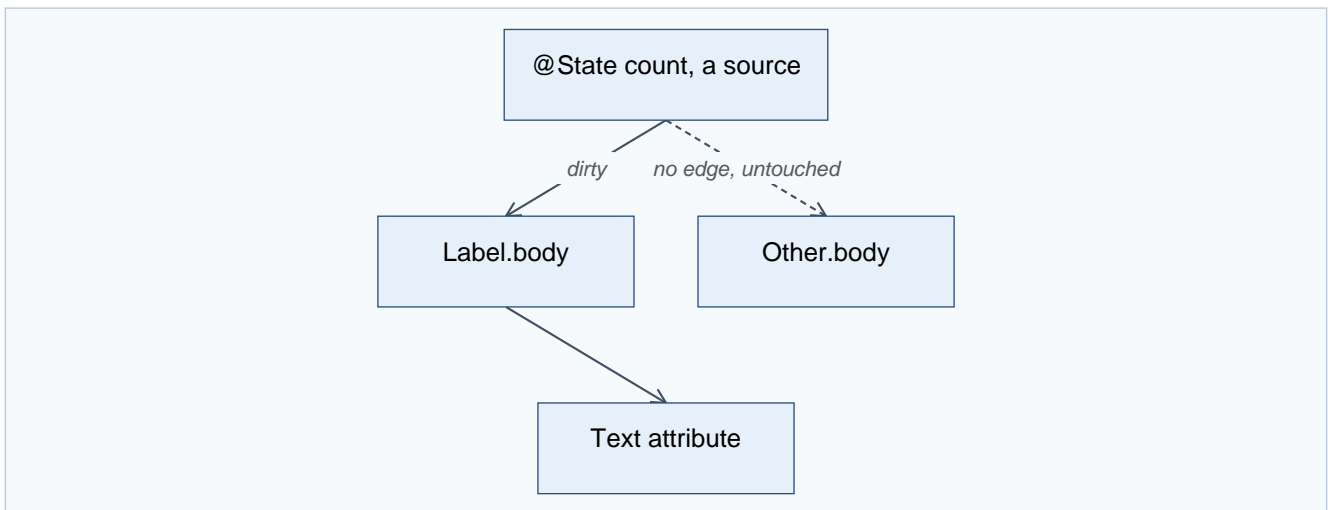 @State count, a source
dirty
no edge, untouched
Label.body
Other.body
Text attribute